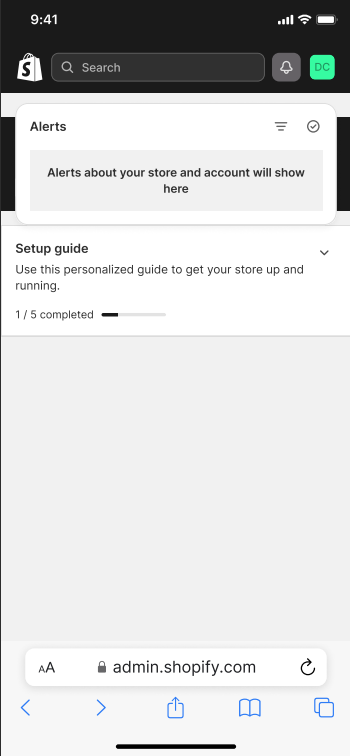 9:41
Search
DC
Alerts
Alerts about your store and account will show
here
Setup guide
Use this personalized guide to get your store up and
running.
1 / 5 completed
AA
admin.shopify.com